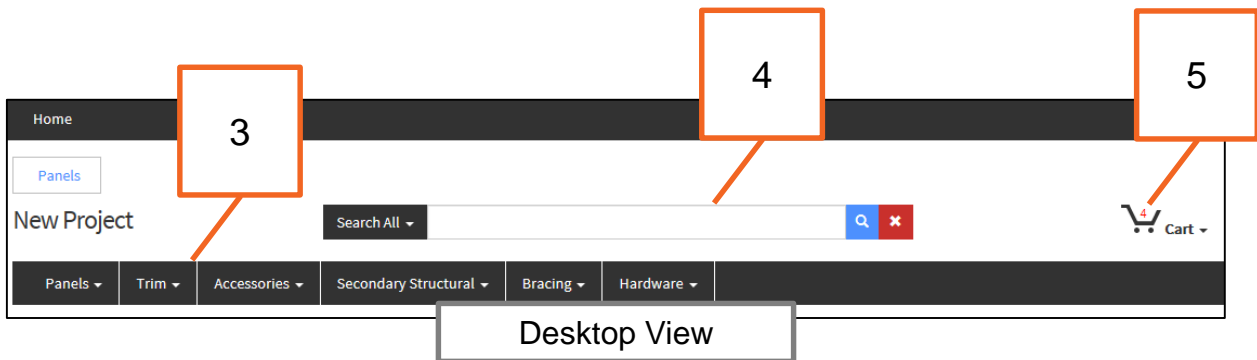 4
5
3
Home
Panels
New Project
Search All
4
Cart
Panels Trim Accessories Secondary Structural Bracing Hardware
Desktop View